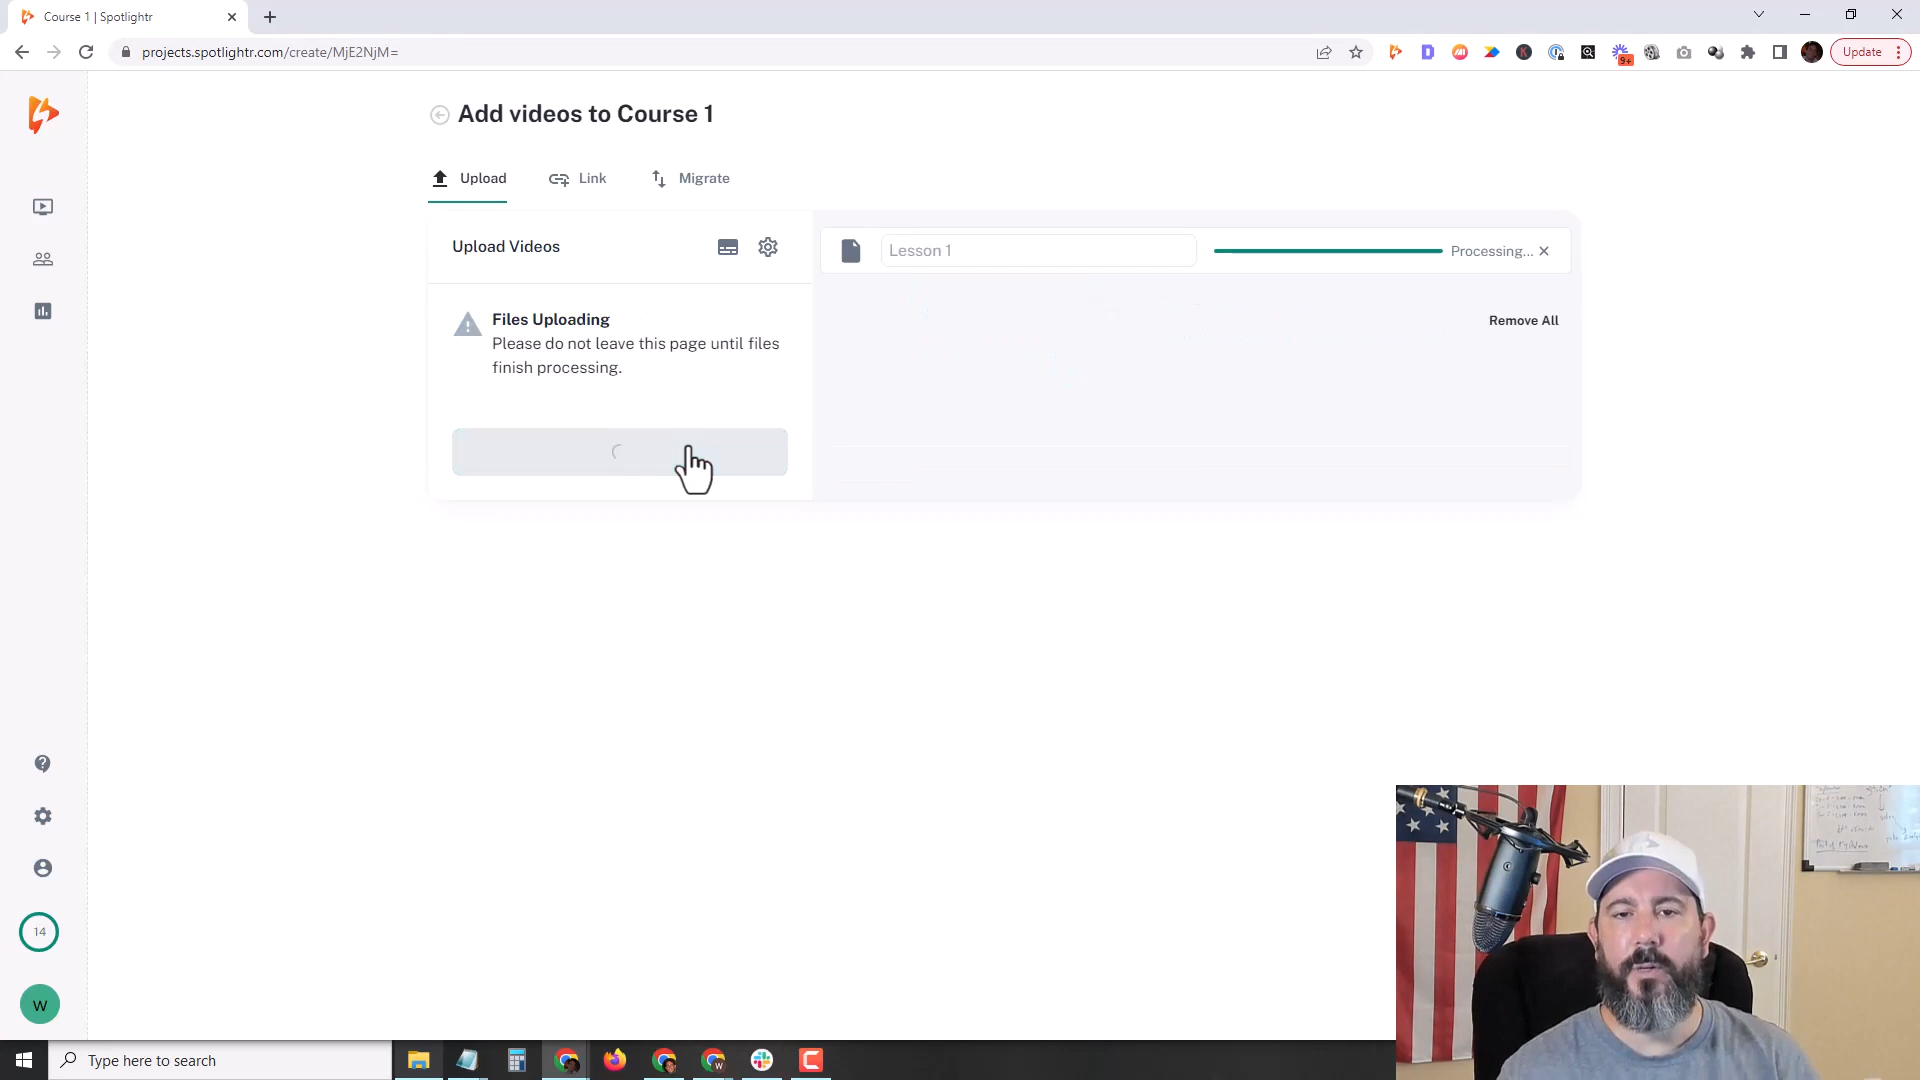 Course 1 | Spotlightr
projects.spotlightr.com/create/MjE2NjM=
9+
Update
Add videos to Course 1
Upload
Link
Migrate
Upload Videos
Lesson 1
Processing...
Files Uploading
Please do not leave this page until files
finish processing.
Remove All
14
W
Type here to search